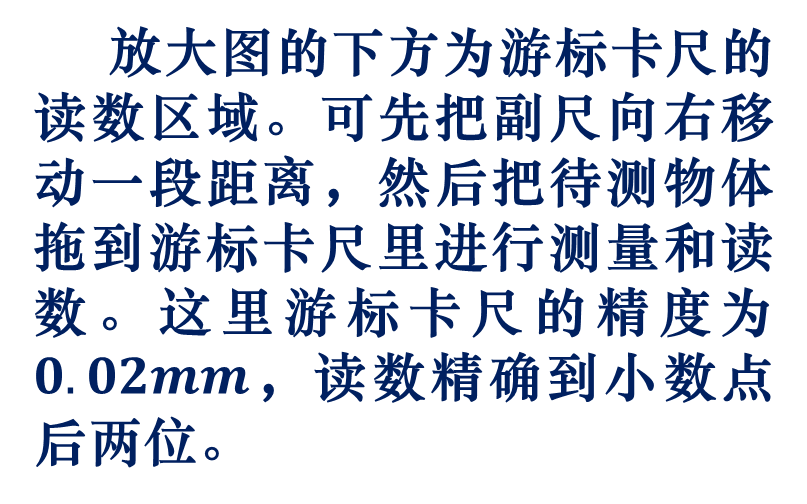 放大图的下方为游标卡尺的
读数区域。可先把副尺向右移
动一段距离，然后把待测物体
拖到游标卡尺里进行测量和读
数。这里游标卡尺的精度为
0.02mm，读数精确到小数点
后两位。